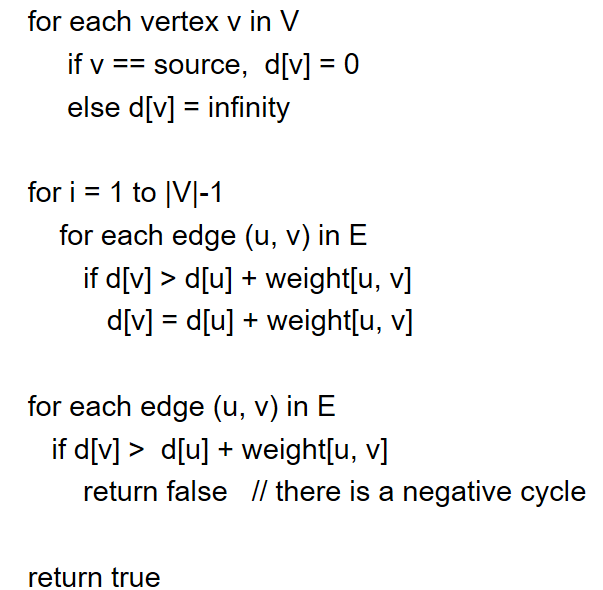 for each vertex v in V
if v == source,  d[v] = 0
else d[v] = infinity
for i = 1 to |V|-1
for each edge (u, v) in E
if d[v] > d[u] + weight[u, v]
d[v] = d[u] + weight[u, v]
for each edge (u, v) in E
if d[v] >  d[u] + weight[u, v]
return false   // there is a negative cycle
return true